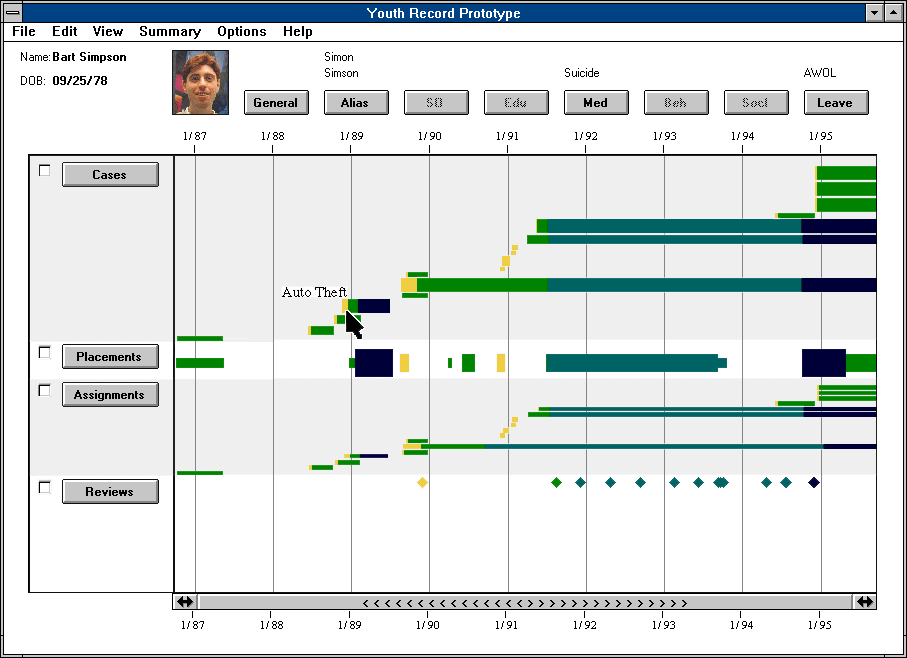 Youth Record Prototype
File Edit View Summary Options Help
Name: Bart Simpson
DOB: 09/25/78
Simon
Simson
Suicide
AWOL
General Alias SO Edu Med Beh Socl Leave
1/87 1/88 1/89 1/90 1/91 1/92 1/93 1/94 1/95
Cases
Auto Theft
Placements
Assignments
Reviews
1/87 1/88 1/89 1/90 1/91 1/92 1/93 1/94 1/95